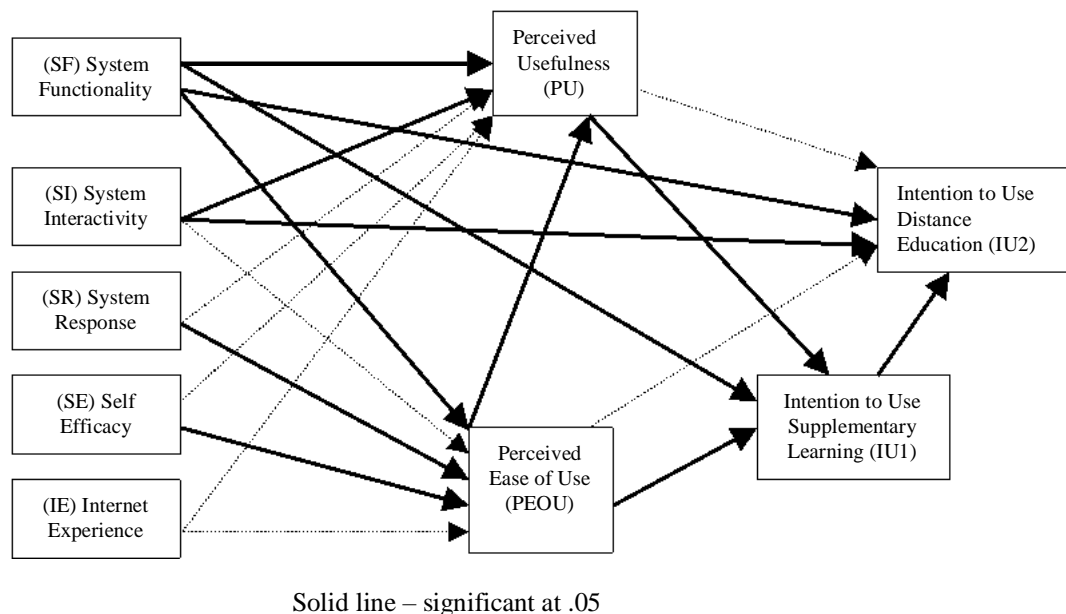 (SF) System
Functionality
(SI) System
Interactivity
(SR) System
Response
(SE) Self
Efficacy
(IE) Internet
Experience
Perceived
Usefulness
(PU)
Perceived
Ease of Use
(PEOU)
Intention to Use
Distance
Education (IU2)
Intention to Use
Supplementary
Learning (IU1)
Solid line – significant at .05